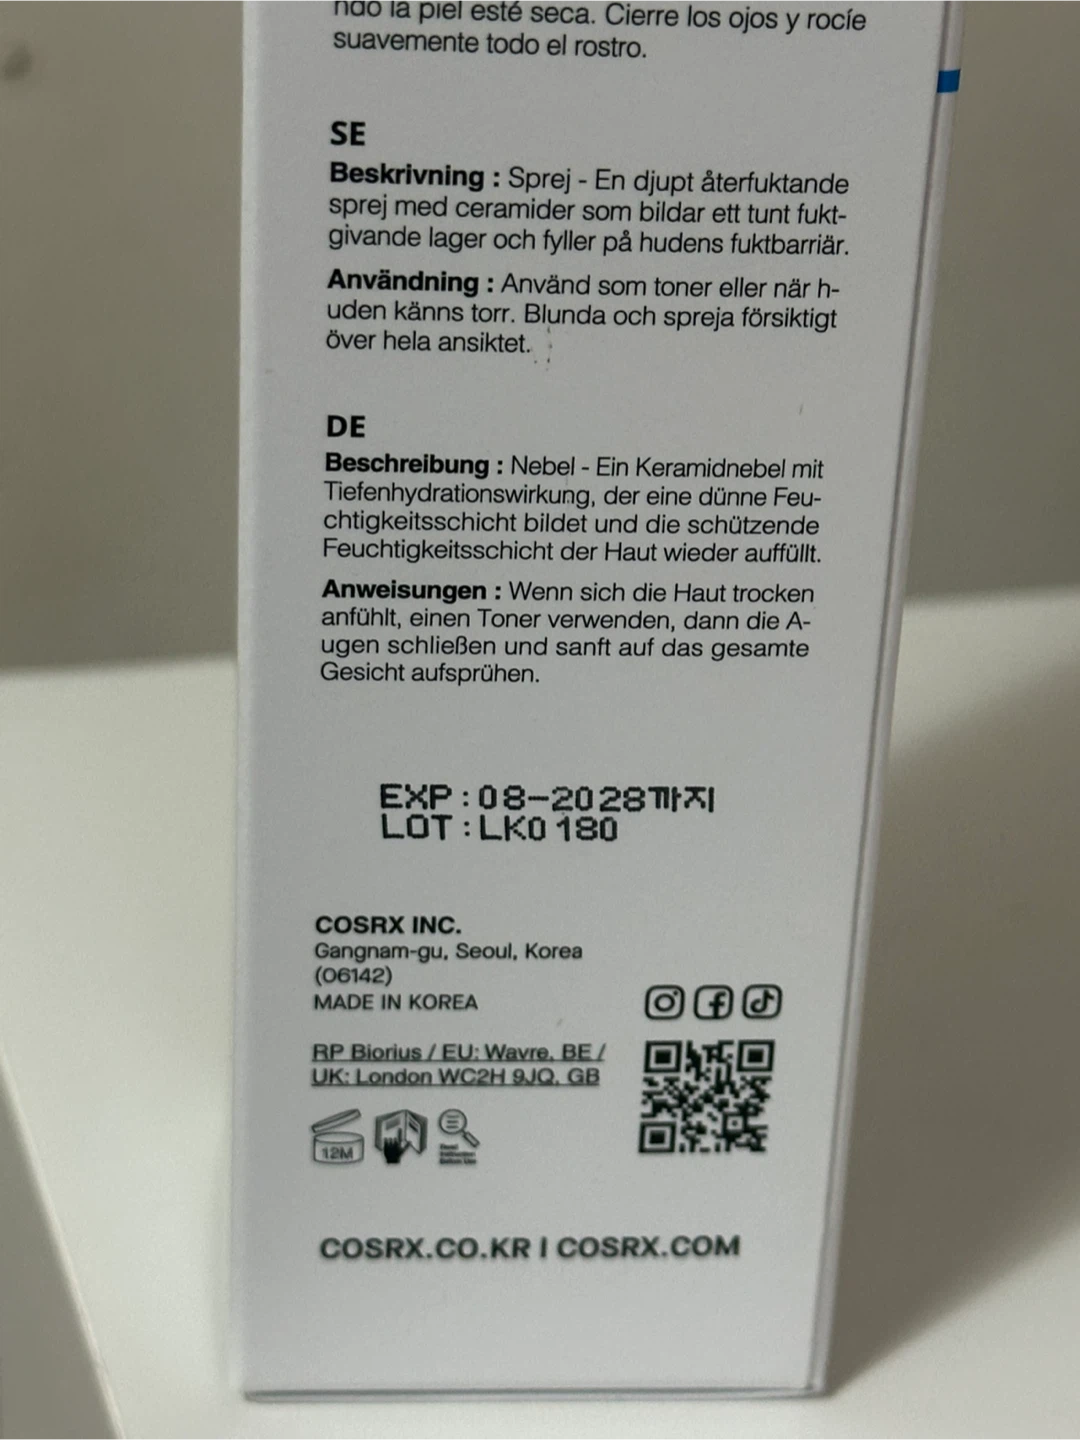 ndo la piel esté seca. Cierre los ojos y rocíe
suavemente todo el rostro.
SE
Beskrivning : Sprej - En djupt återfuktande
sprej med ceramider som bildar ett tunt fukt-
givande lager och fyller på hudens fuktbarriär.
Användning : Använd som toner eller när h-
uden känns torr. Blunda och spreja försiktigt
över hela ansiktet.
DE
Beschreibung : Nebel - Ein Keramidnebel mit
Tiefenhydrationswirkung, der eine dünne Feu-
chtigkeitsschicht bildet und die schützende
Feuchtigkeitsschicht der Haut wieder auffüllt.
Anweisungen : Wenn sich die Haut trocken
anfühlt, einen Toner verwenden, dann die A-
ugen schließen und sanft auf das gesamte
Gesicht aufsprühen.
EXP : 08-2028까지
LOT : LK0180
COSRX INC.
Gangnam-gu, Seoul, Korea
(06142)
MADE IN KOREA
RP Biorius / EU: Wavre, BE /
UK: London WC2H 9JQ, GB
12M
COSRX.CO.KR I COSRX.COM